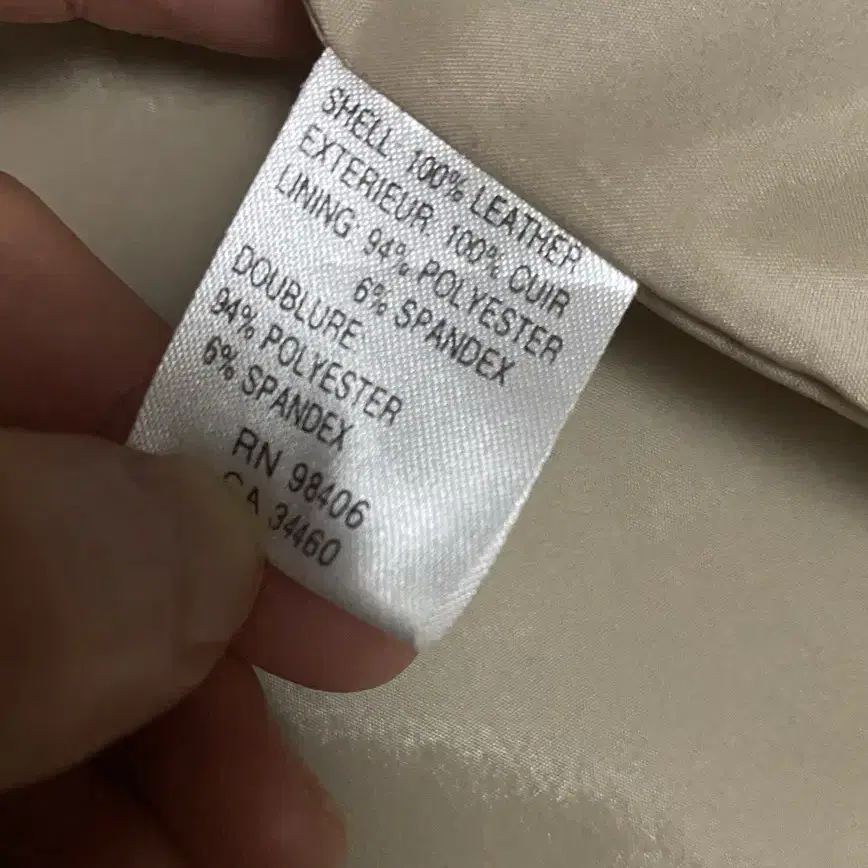 SHELL: 100% LEATHER
EXTERIEUR: 100% CUIR
LINING: 94% POLYESTER
6% SPANDEX
DOUBLURE:
94% POLYESTER
6% SPANDEX
RN 98406
CA 34460